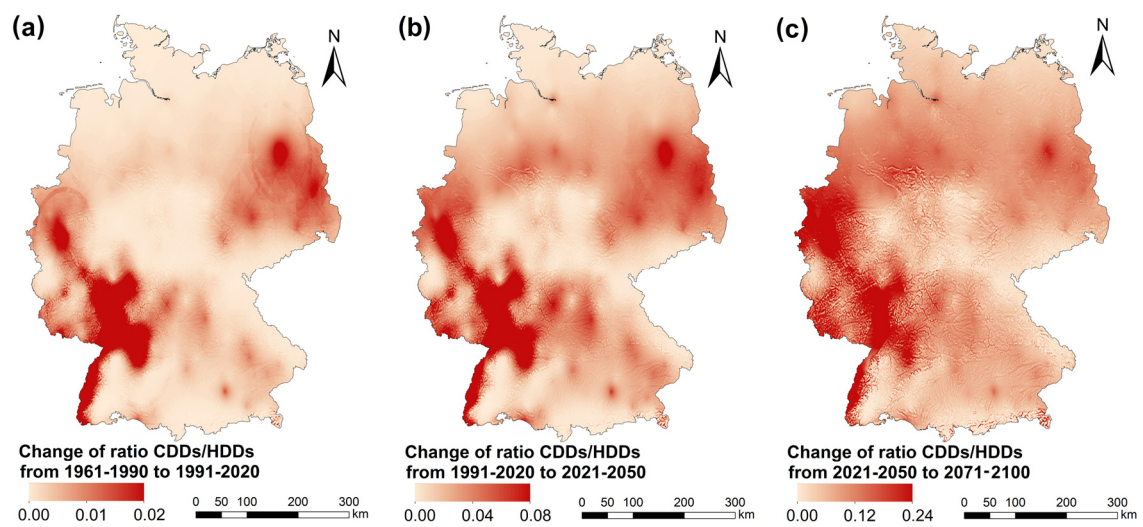 (a)
N
Change of ratio CDDs/HDDs
from 1961-1990 to 1991-2020
0.00 0.01 0.02
0 50 100 200 300
km
(b)
N
Change of ratio CDDs/HDDs
from 1991-2020 to 2021-2050
0.00 0.04 0.08
0 50 100 200 300
km
(c)
N
Change of ratio CDDs/HDDs
from 2021-2050 to 2071-2100
0.00 0.12 0.24
0 50 100 200 300
km